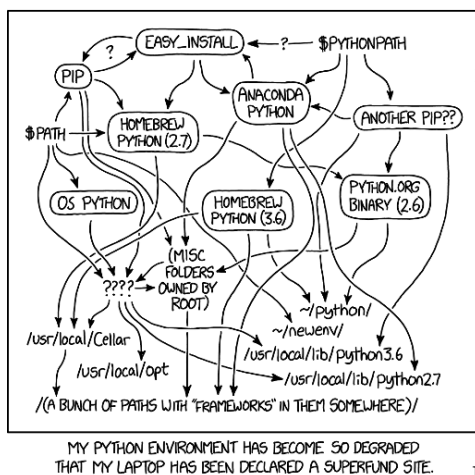 EASY_INSTALL
?
?
$PYTHONPATH
PIP
ANACONDA
PYTHON
ANOTHER PIP??
$PATH
HOMEBREW
PYTHON (2.7)
OS PYTHON
HOMEBREW
PYTHON (3.6)
PYTHON.ORG
BINARY (2.6)
(MISC
FOLDERS
OWNED BY
ROOT)
????
~/python/
~/newenv/
/usr/local/Cellar
/usr/local/opt
/usr/local/lib/python3.6
/usr/local/lib/python2.7
/(A BUNCH OF PATHS WITH "FRAMEWORKS" IN THEM SOMEWHERE)/
MY PYTHON ENVIRONMENT HAS BECOME SO DEGRADED
THAT MY LAPTOP HAS BEEN DECLARED A SUPERFUND SITE.